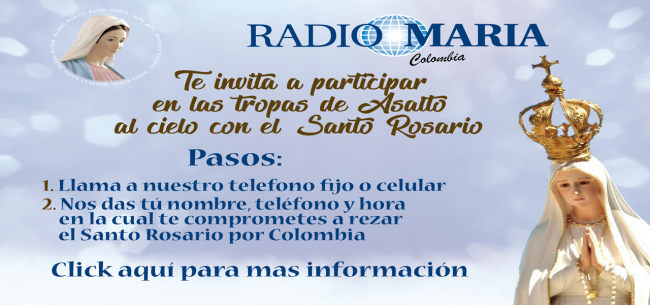 RADIO MARIA
Colombia
Te invita a participar
en las tropas de Asalto
al cielo con el Santo Rosario
Pasos:
1. Llama a nuestro telefono fijo o celular
2. Nos das tú nombre, teléfono y hora
en la cual te comprometes a rezar
el Santo Rosario por Colombia
Click aquí para mas información